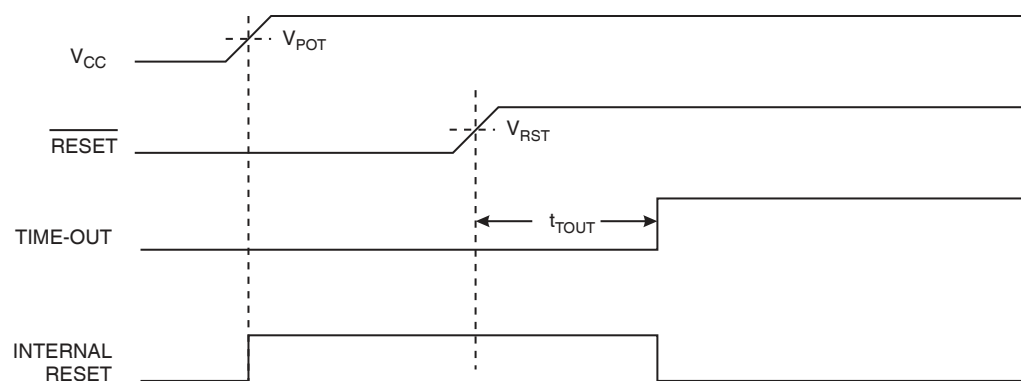 V_CC
V_POT
RESET
V_RST
TIME-OUT
t_TOUT
INTERNAL
RESET